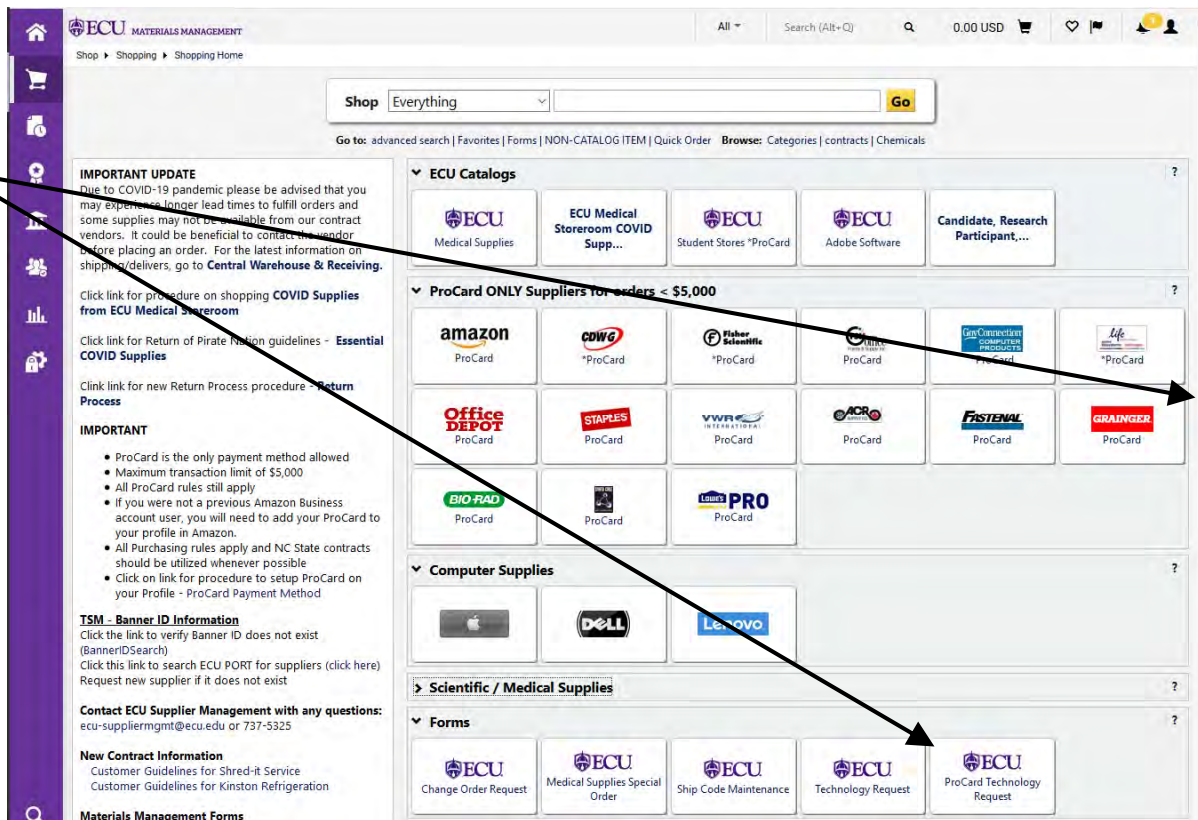 ECU MATERIALS MANAGEMENT
All
Search (Alt+Q)
0.00 USD
1
Shop Shopping Shopping Home
Shop Everything Go
Go to: advanced search | Favorites | Forms | NON-CATALOG ITEM | Quick Order Browse: Categories | contracts | Chemicals
IMPORTANT UPDATE
Due to COVID-19 pandemic please be advised that you
may experience longer lead times to fulfill orders and
some supplies may not be available from our contract
vendors. It could be beneficial to contact the vendor
before placing an order. For the latest information on
shipping/delivers, go to Central Warehouse & Receiving.
Click link for procedure on shopping COVID Supplies
from ECU Medical Storeroom
Click link for Return of Pirate Nation guidelines - Essential
COVID Supplies
Clink link for new Return Process procedure - Return
Process
IMPORTANT
• ProCard is the only payment method allowed
• Maximum transaction limit of $5,000
• All ProCard rules still apply
• If you were not a previous Amazon Business
account user, you will need to add your ProCard to
your profile in Amazon.
• All Purchasing rules apply and NC State contracts
should be utilized whenever possible
• Click on link for procedure to setup ProCard on
your Profile - ProCard Payment Method
TSM - Banner ID Information
Click the link to verify Banner ID does not exist
(BannerIDSearch)
Click this link to search ECU PORT for suppliers (click here)
Request new supplier if it does not exist
Contact ECU Supplier Management with any questions:
ecu-suppliermgmt@ecu.edu or 737-5325
New Contract Information
Customer Guidelines for Shred-it Service
Customer Guidelines for Kinston Refrigeration
Materials Management Forms
ECU Catalogs ?
ECU
Medical Supplies
ECU Medical
Storeroom COVID
Supp...
ECU
Student Stores *ProCard
ECU
Adobe Software
Candidate, Research
Participant,...
ProCard ONLY Suppliers for orders < $5,000 ?
amazon
ProCard
CDWG
*ProCard
Fisher
Scientific
*ProCard
ProCard
GovConnection
COMPUTER
PRODUCTS
ProCard
life
*ProCard
Office
DEPOT
ProCard
STAPLES
ProCard
VWR
INTERNATIONAL
ProCard
ACR
ProCard
FASTENAL
ProCard
GRAINGER
ProCard
BIO-RAD
ProCard
ProCard
LOWE'S PRO
ProCard
Computer Supplies ?
DELL
Lenovo
Scientific / Medical Supplies ?
Forms ?
ECU
Change Order Request
ECU
Medical Supplies Special
Order
ECU
Ship Code Maintenance
ECU
Technology Request
ECU
ProCard Technology
Request